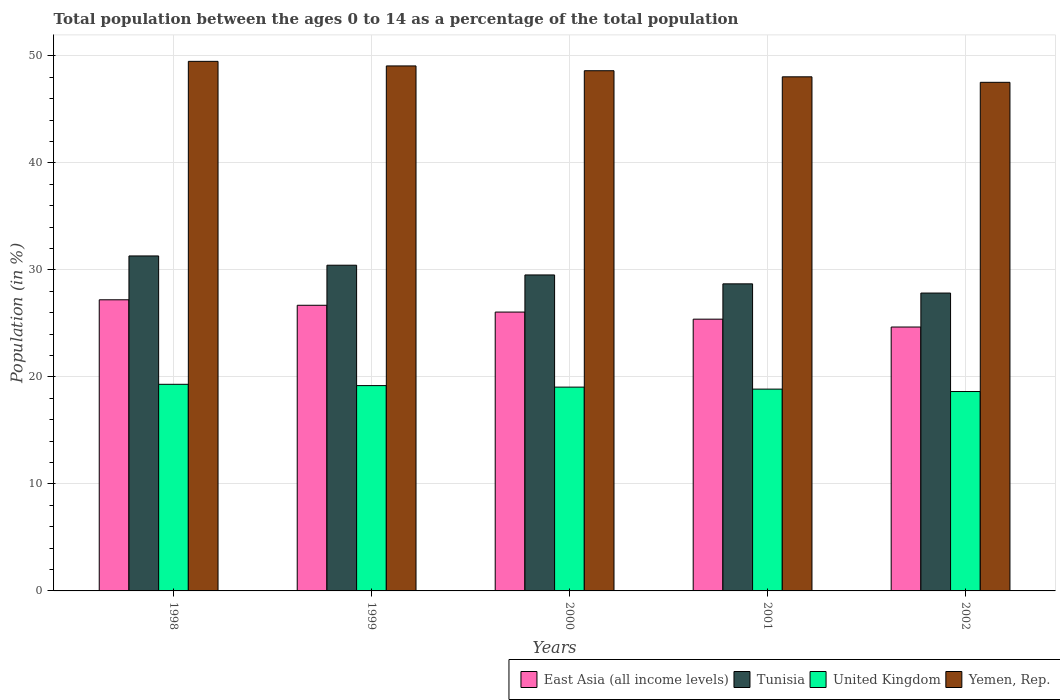 Total population between the ages 0 to 14 as a percentage of the total population
Population (in %)
50
40
30
20
10
0
1998
1999
2000
2001
2002
Years
East Asia (all income levels)
Tunisia
United Kingdom
Yemen, Rep.